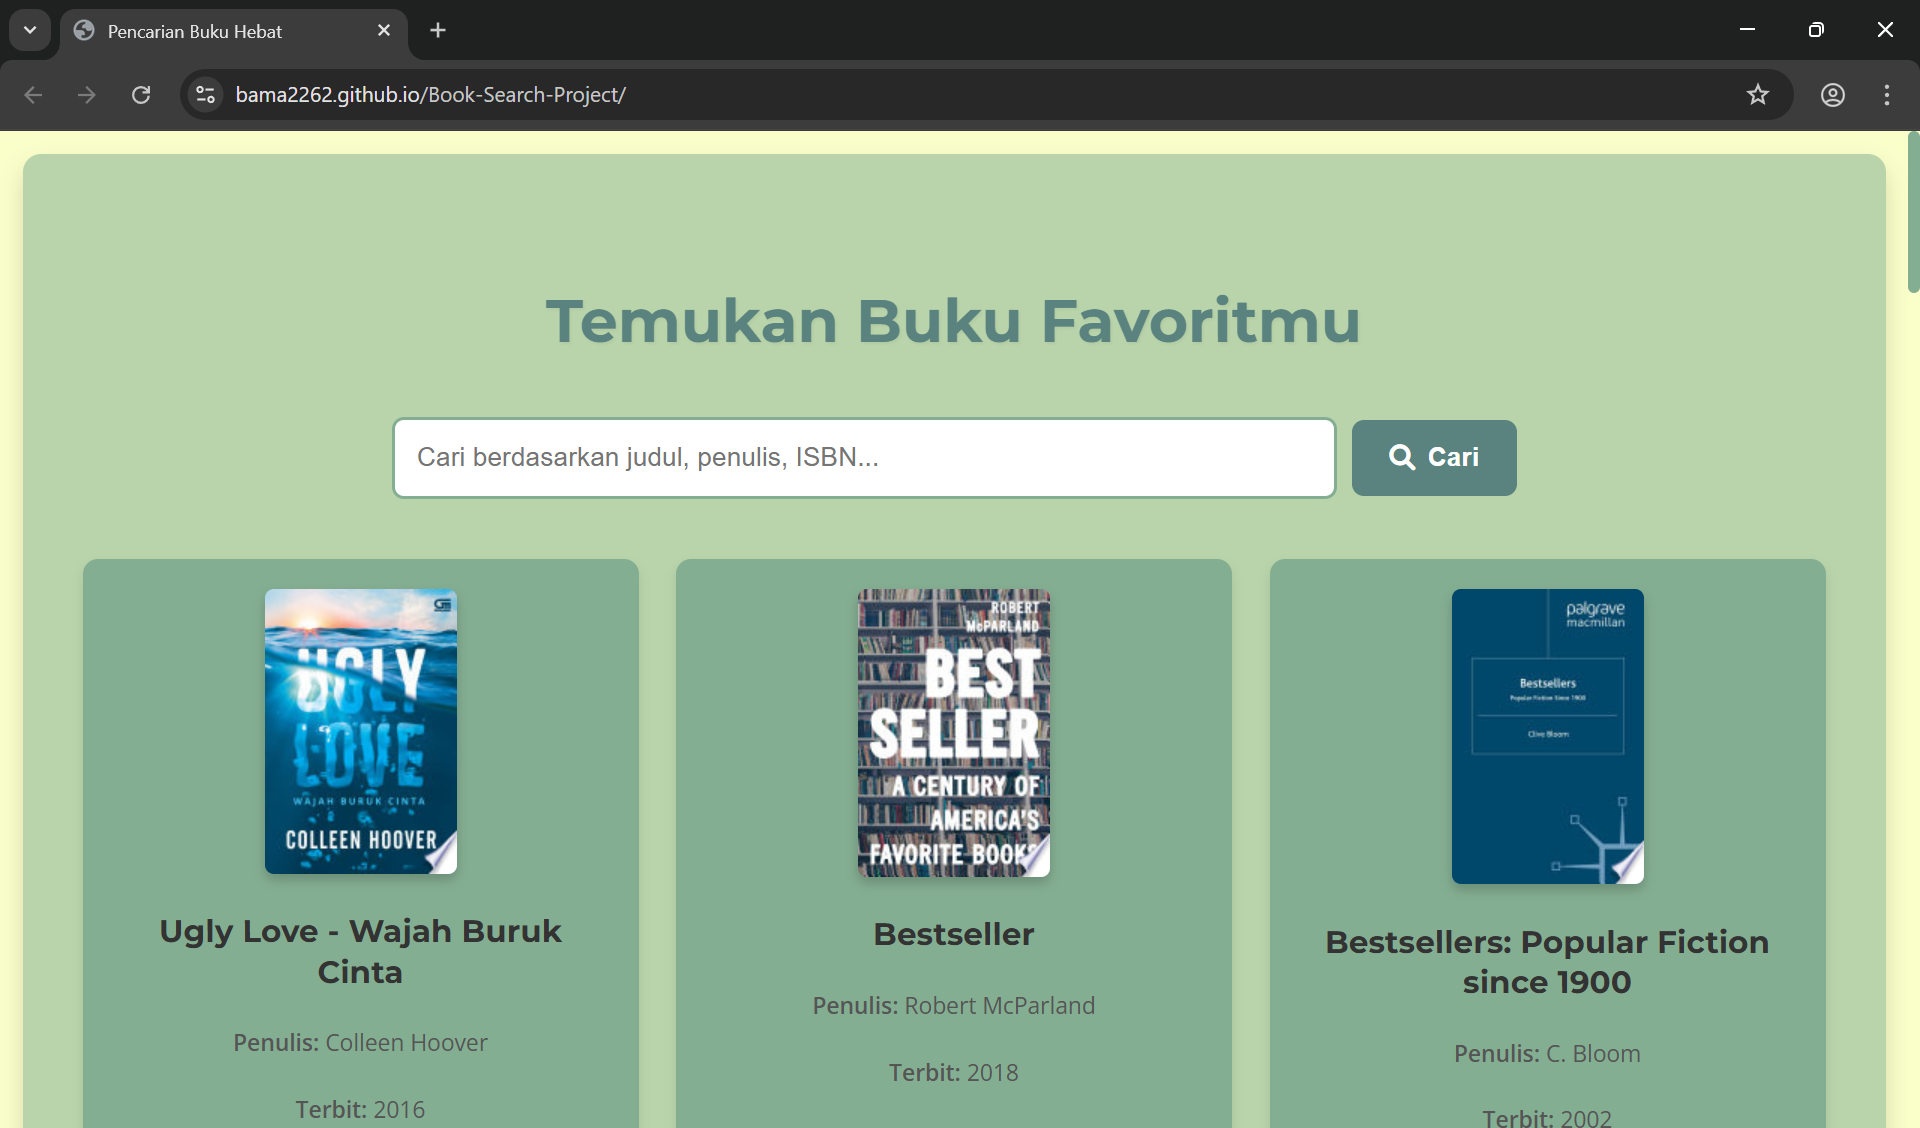 Pencarian Buku Hebat
bama2262.github.io/Book-Search-Project/
Temukan Buku Favoritmu
Cari berdasarkan judul, penulis, ISBN...
Cari
UGLY
LOVE
WAJAH BURUK CINTA
COLLEEN HOOVER
Ugly Love - Wajah Buruk
Cinta
Penulis: Colleen Hoover
Terbit: 2016
ROBERT
McPARLAND
BEST
SELLER
A CENTURY OF
AMERICA'S
FAVORITE BOOKS
Bestseller
Penulis: Robert McParland
Terbit: 2018
palgrave
macmillan
Bestsellers
Popular Fiction Since 1900
Clive Bloom
Bestsellers: Popular Fiction
since 1900
Penulis: C. Bloom
Terbit: 2002